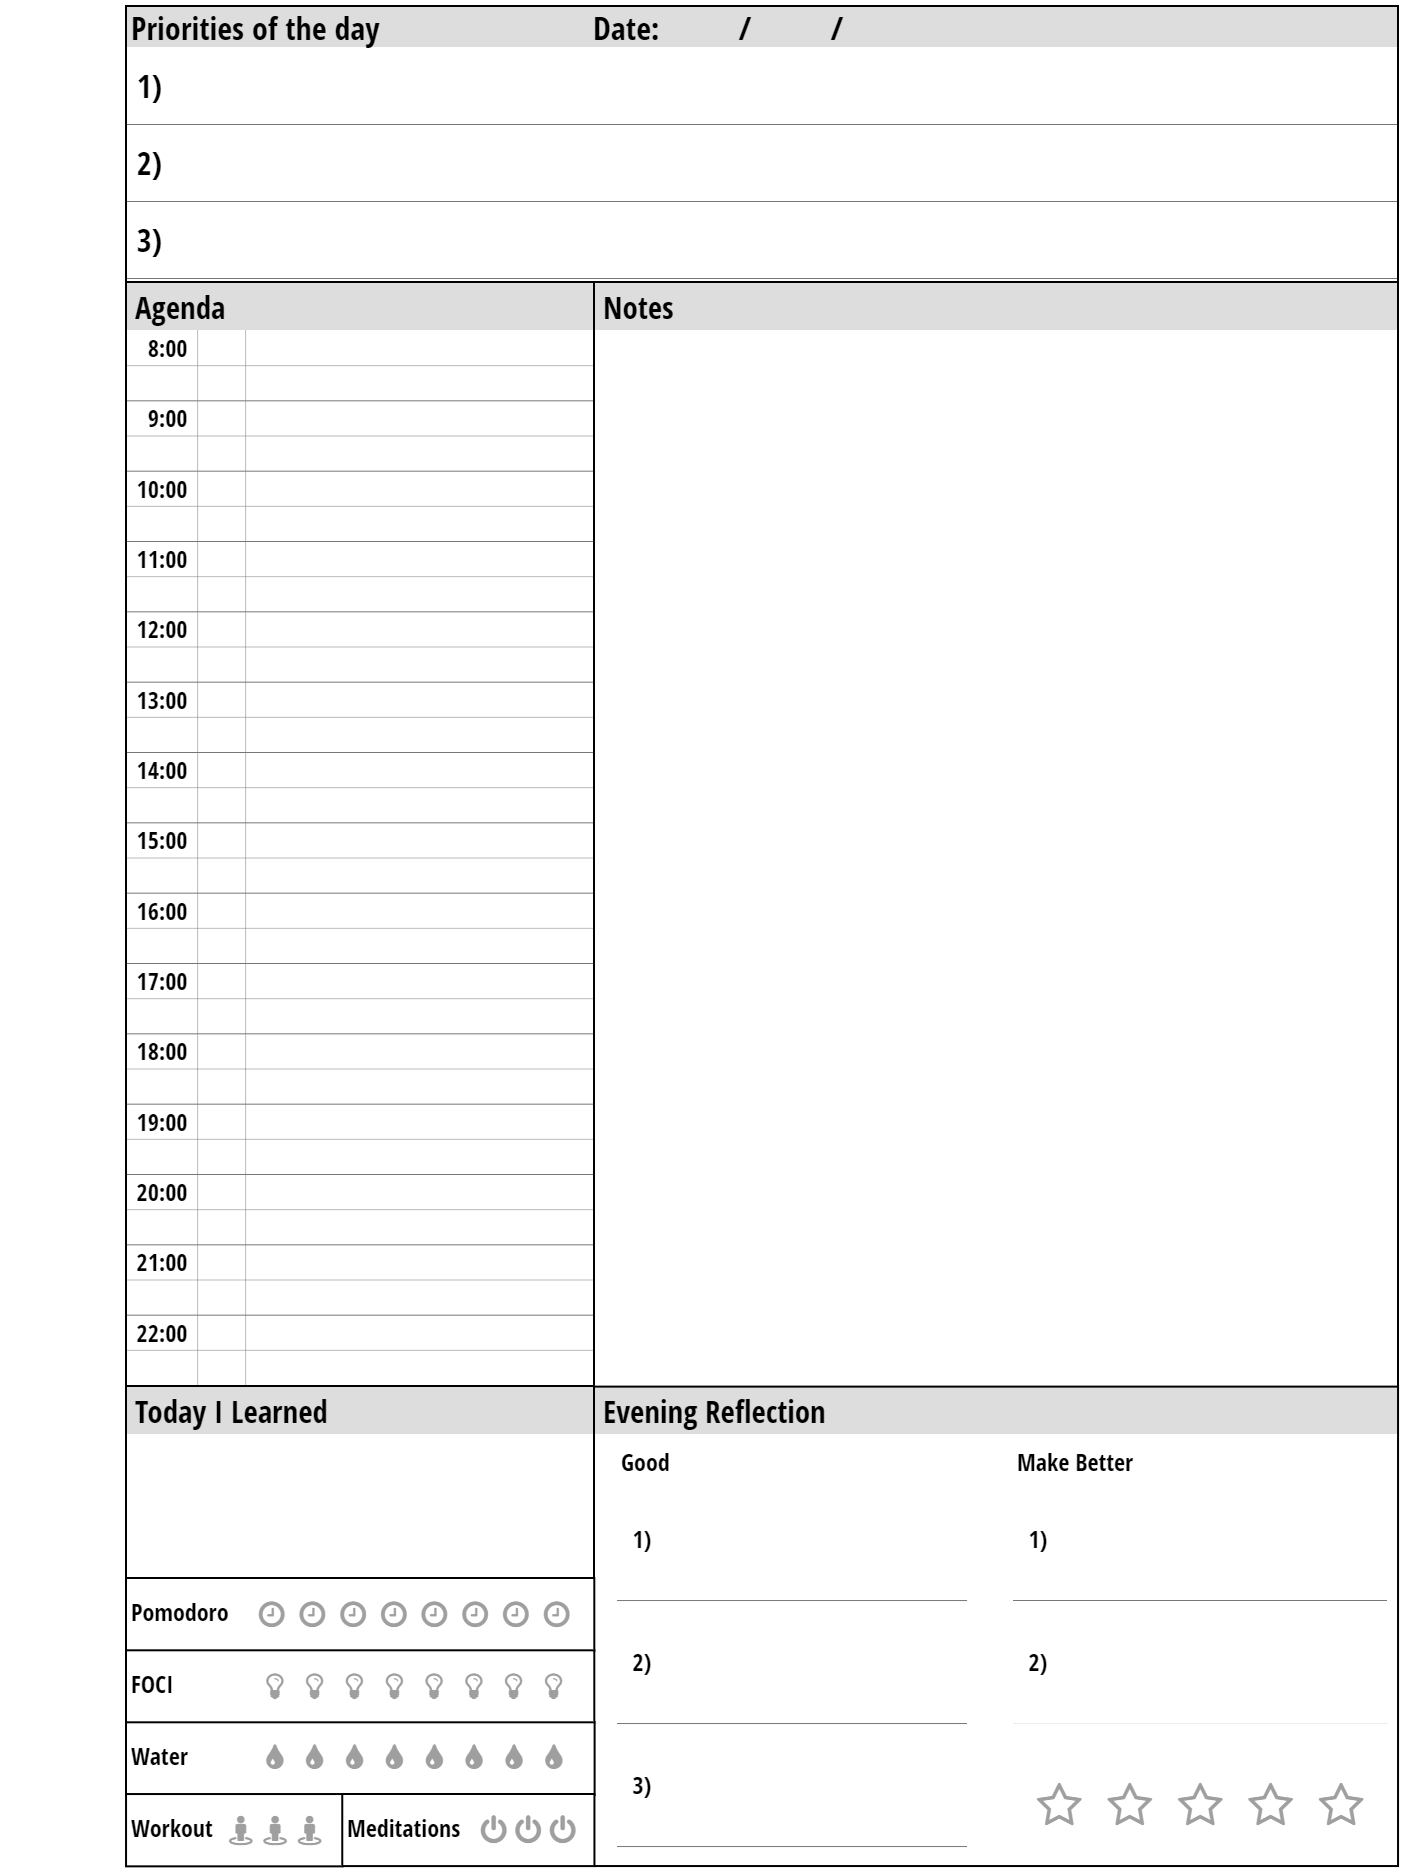 Priorities of the day Date: / /
1)
2)
3)
Agenda
8:00
9:00
10:00
11:00
12:00
13:00
14:00
15:00
16:00
17:00
18:00
19:00
20:00
21:00
22:00
Notes
Today I Learned
Pomodoro
FOCI
Water
Workout
Meditations
Evening Reflection
Good
1)
2)
3)
Make Better
1)
2)